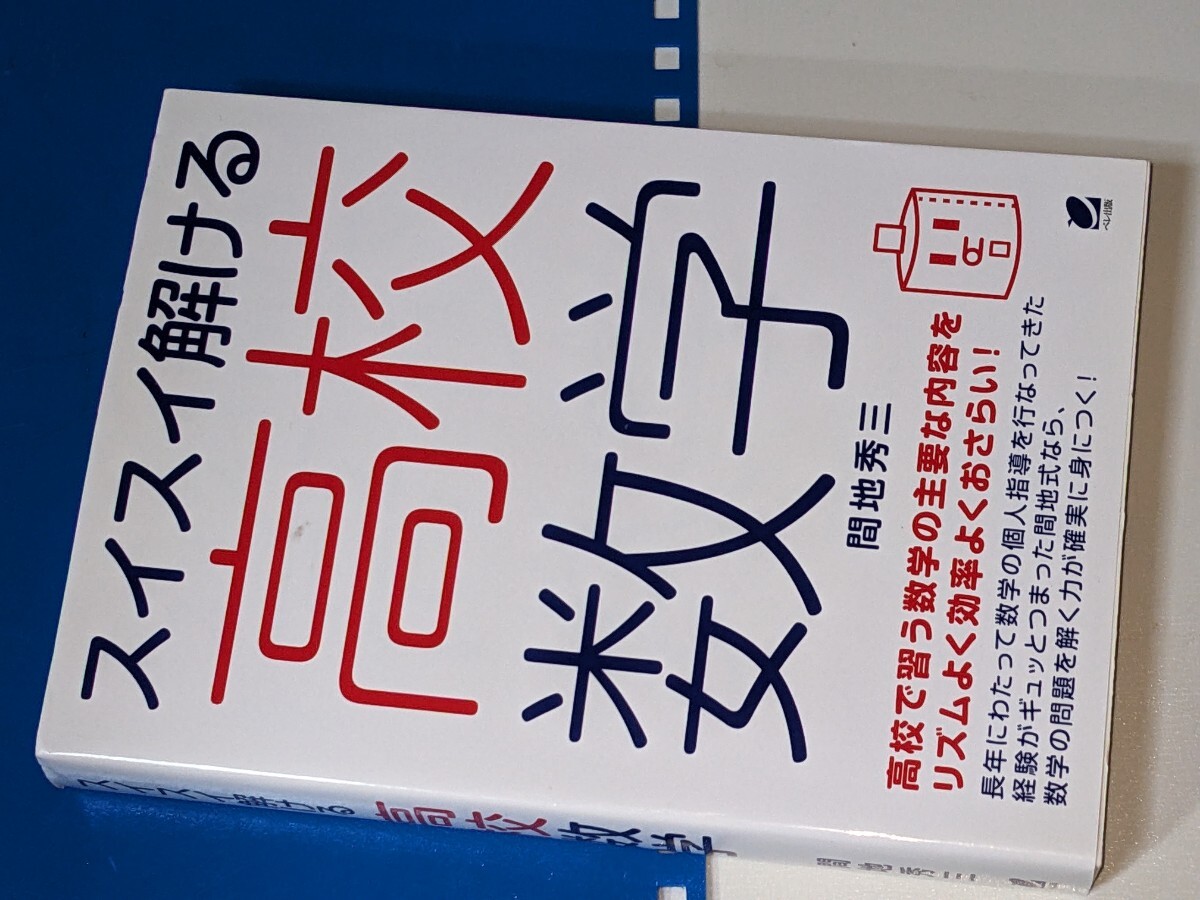 スイスイ解ける
高校
数学
間地秀三
高校で習う数学の主要な内容を
リズムよく効率よくおさらい!
長年にわたって数学の個人指導を行なってきた
経験がギュッとつまった間地式なら、
数学の問題を解く力が確実に身につく!
ベレ出版
スイスイ解ける 高校数学
間地秀三